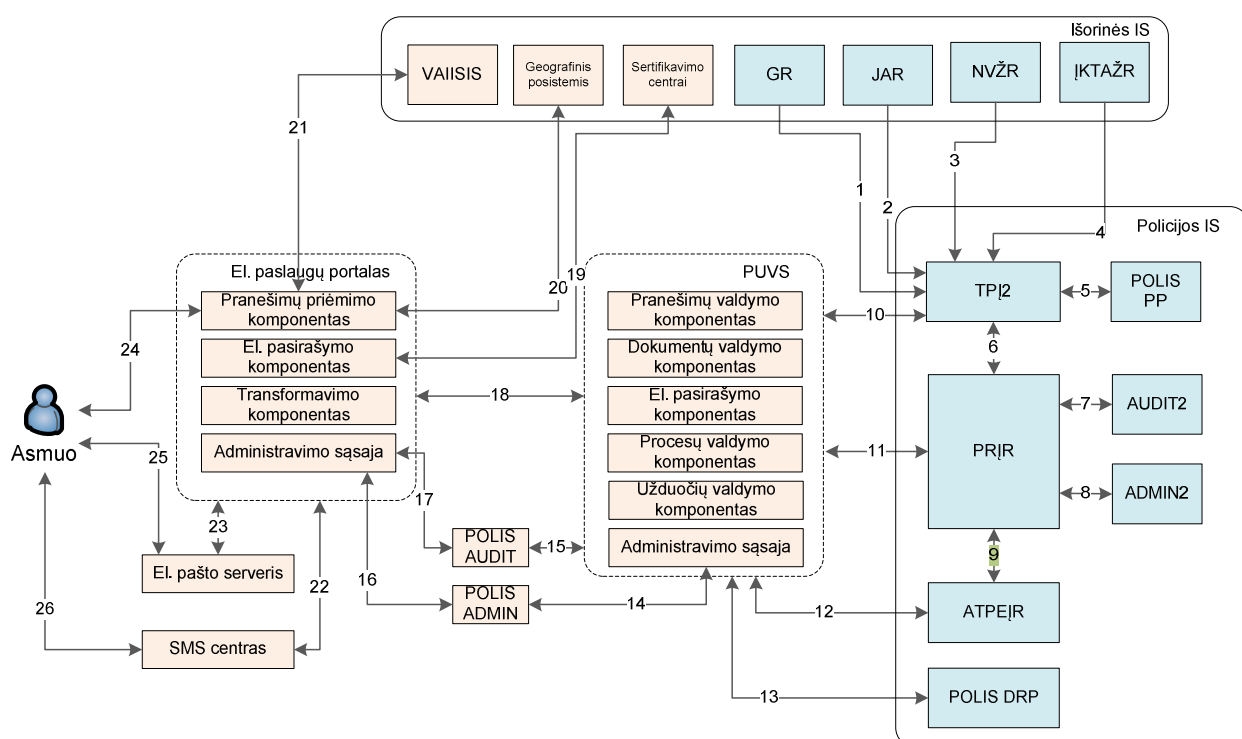 Išorinės IS
VAIISIS
Geografinis
posistemis
Sertifikavimo
centrai
GR
JAR
NVŽR
ĮKTAŽR
21
3
1
2
4
Policijos IS
El. paslaugų portalas
20
19
PUVS
Pranešimų priėmimo
komponentas
El. pasirašymo
komponentas
Transformavimo
komponentas
Administravimo sąsaja
Pranešimų valdymo
komponentas
Dokumentų valdymo
komponentas
El. pasirašymo
komponentas
Procesų valdymo
komponentas
Užduočių valdymo
komponentas
Administravimo sąsaja
10
TPĮ2
5
POLIS
PP
6
24
18
7
AUDIT2
Asmuo
25
11
PRĮR
8
ADMIN2
17
23
POLIS
AUDIT
15
9
El. pašto serveris
22
16
POLIS
ADMIN
14
12
ATPEĮR
26
SMS centras
13
POLIS DRP